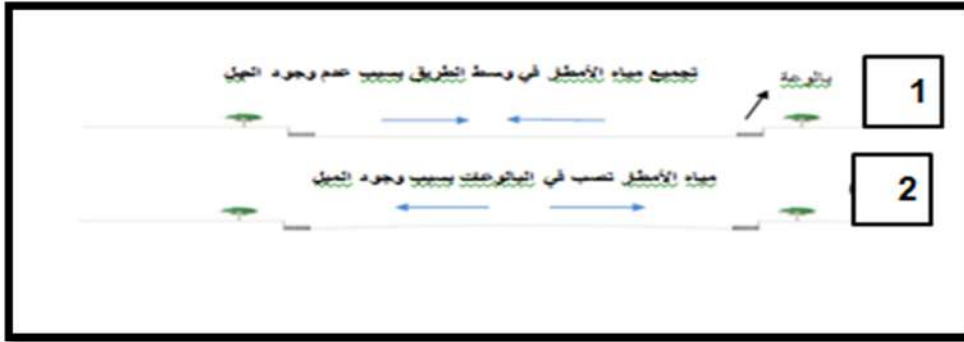 تجميع مياه الأمطار في وسط الطريق بسبب عدم وجود الميل
بالوعة
1
مياه الأمطار تصب في البالوعات بسبب وجود الميل
2